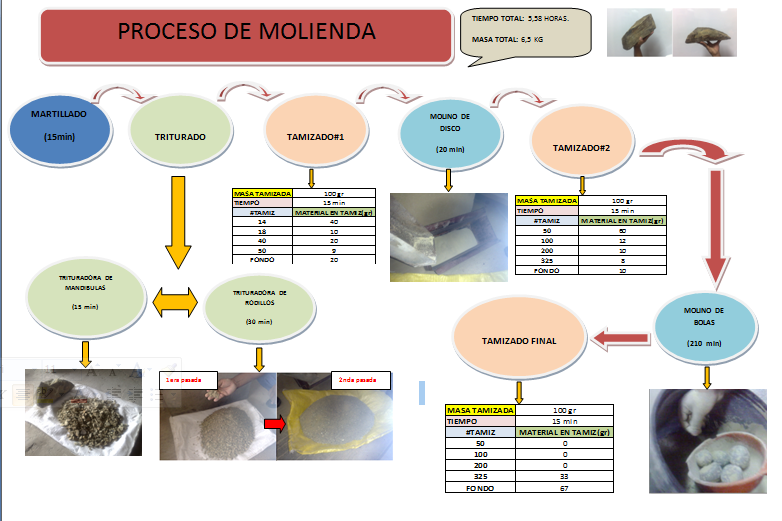 PROCESO DE MOLIENDA
TIEMPO TOTAL: 5,58 HORAS.
MASA TOTAL: 6,5 KG
MARTILLADO
(15min)
TRITURADO
TAMIZADO#1
MOLINO DE
DISCO
(20 min)
TAMIZADO#2
MASA TAMIZADA 100 gr
TIEMPO 15 min
#TAMIZ MATERIAL EN TAMIZ(gr)
14 40
18 10
40 20
50 9
FONDO 20
MASA TAMIZADA 100 gr
TIEMPO 15 min
#TAMIZ MATERIAL EN TAMIZ(gr)
50 60
100 12
200 10
325 8
FONDO 10
TRITURADORA DE
MANDIBULAS
(15 min)
TRITURADORA DE
RODILLOS
(30 min)
MOLINO DE
BOLAS
(210 min)
TAMIZADO FINAL
1era pasada
2nda pasada
MASA TAMIZADA 100 gr
TIEMPO 15 min
#TAMIZ MATERIAL EN TAMIZ(gr)
50 0
100 0
200 0
325 33
FONDO 67